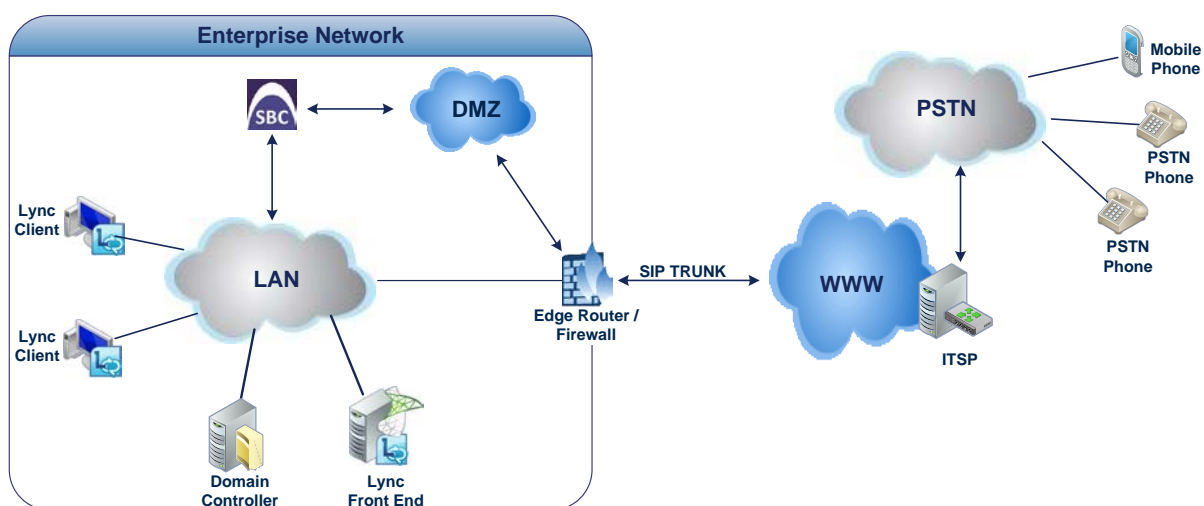 Enterprise Network
SBC
DMZ
PSTN
Mobile
Phone
PSTN
Phone
PSTN
Phone
Lync
Client
LAN
SIP TRUNK
WWW
Edge Router /
Firewall
ITSP
Lync
Client
Domain
Controller
Lync
Front End